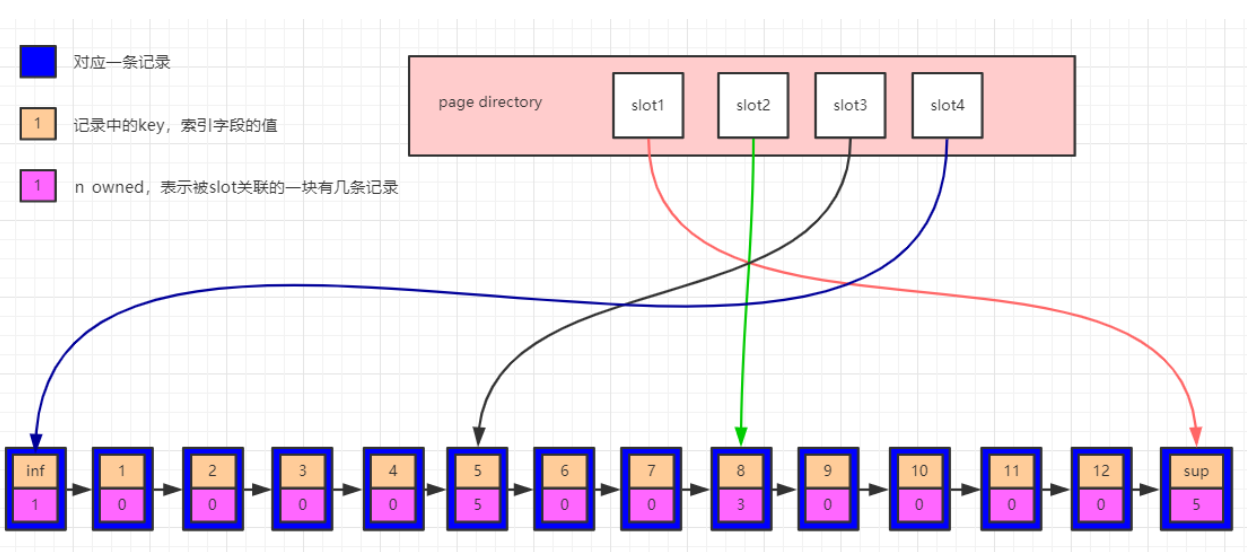 对应一条记录
1 记录中的key，索引字段的值
1 n owned，表示被slot关联的一块有几条记录
page directory slot1 slot2 slot3 slot4
inf 1 2 3 4 5 6 7 8 9 10 11 12 sup
1 0 0 0 0 5 0 0 3 0 0 0 0 5